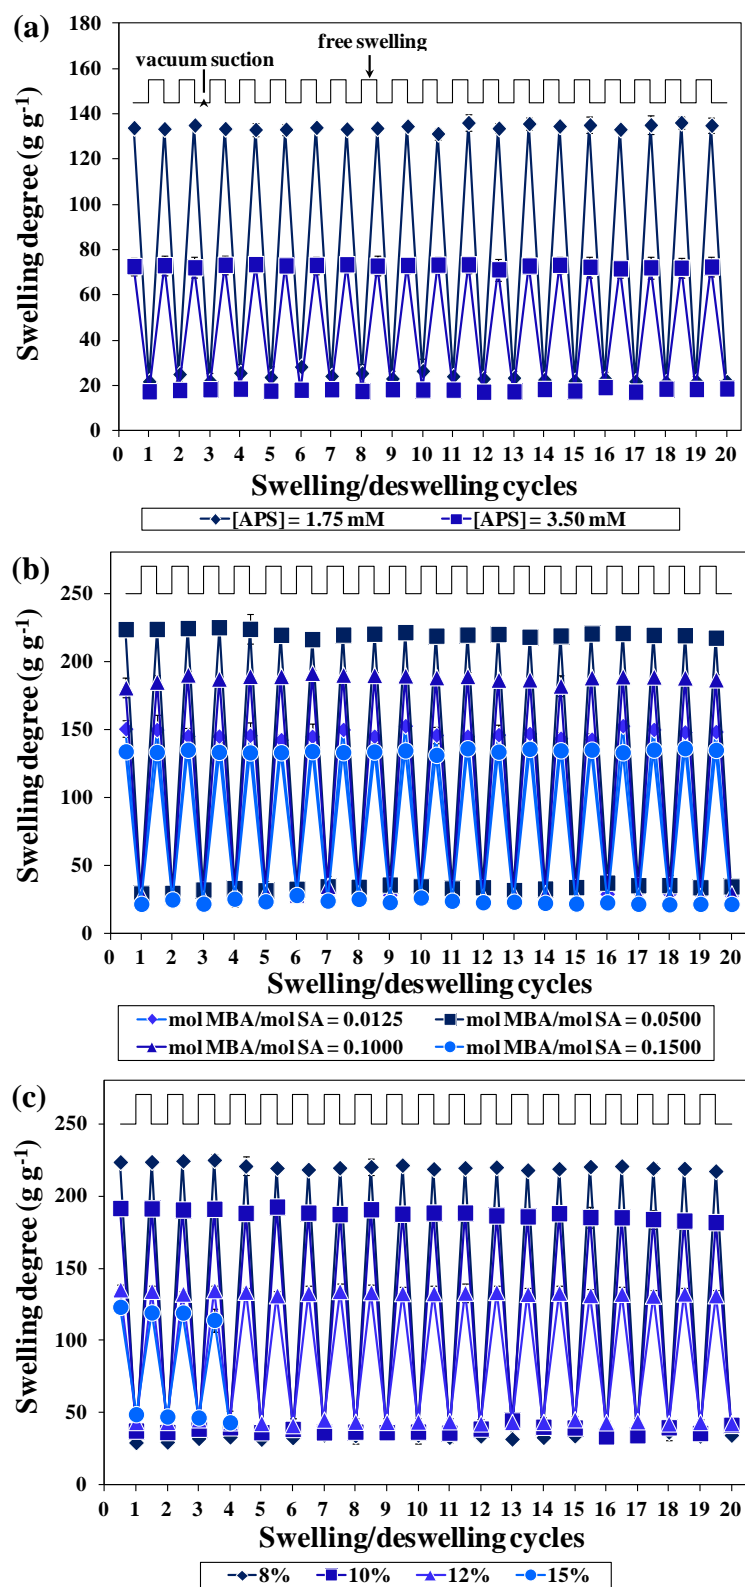 (a)
180
160
140
120
100
80
60
40
20
0
Swelling degree (g g-1)
free swelling
vacuum suction
0 1 2 3 4 5 6 7 8 9 10 11 12 13 14 15 16 17 18 19 20
Swelling/deswelling cycles
[APS] = 1.75 mM [APS] = 3.50 mM
(b)
250
200
150
100
50
0
Swelling degree (g g-1)
0 1 2 3 4 5 6 7 8 9 10 11 12 13 14 15 16 17 18 19 20
Swelling/deswelling cycles
mol MBA/mol SA = 0.0125 mol MBA/mol SA = 0.0500
mol MBA/mol SA = 0.1000 mol MBA/mol SA = 0.1500
(c)
250
200
150
100
50
0
Swelling degree (g g-1)
0 1 2 3 4 5 6 7 8 9 10 11 12 13 14 15 16 17 18 19 20
Swelling/deswelling cycles
8% 10% 12% 15%